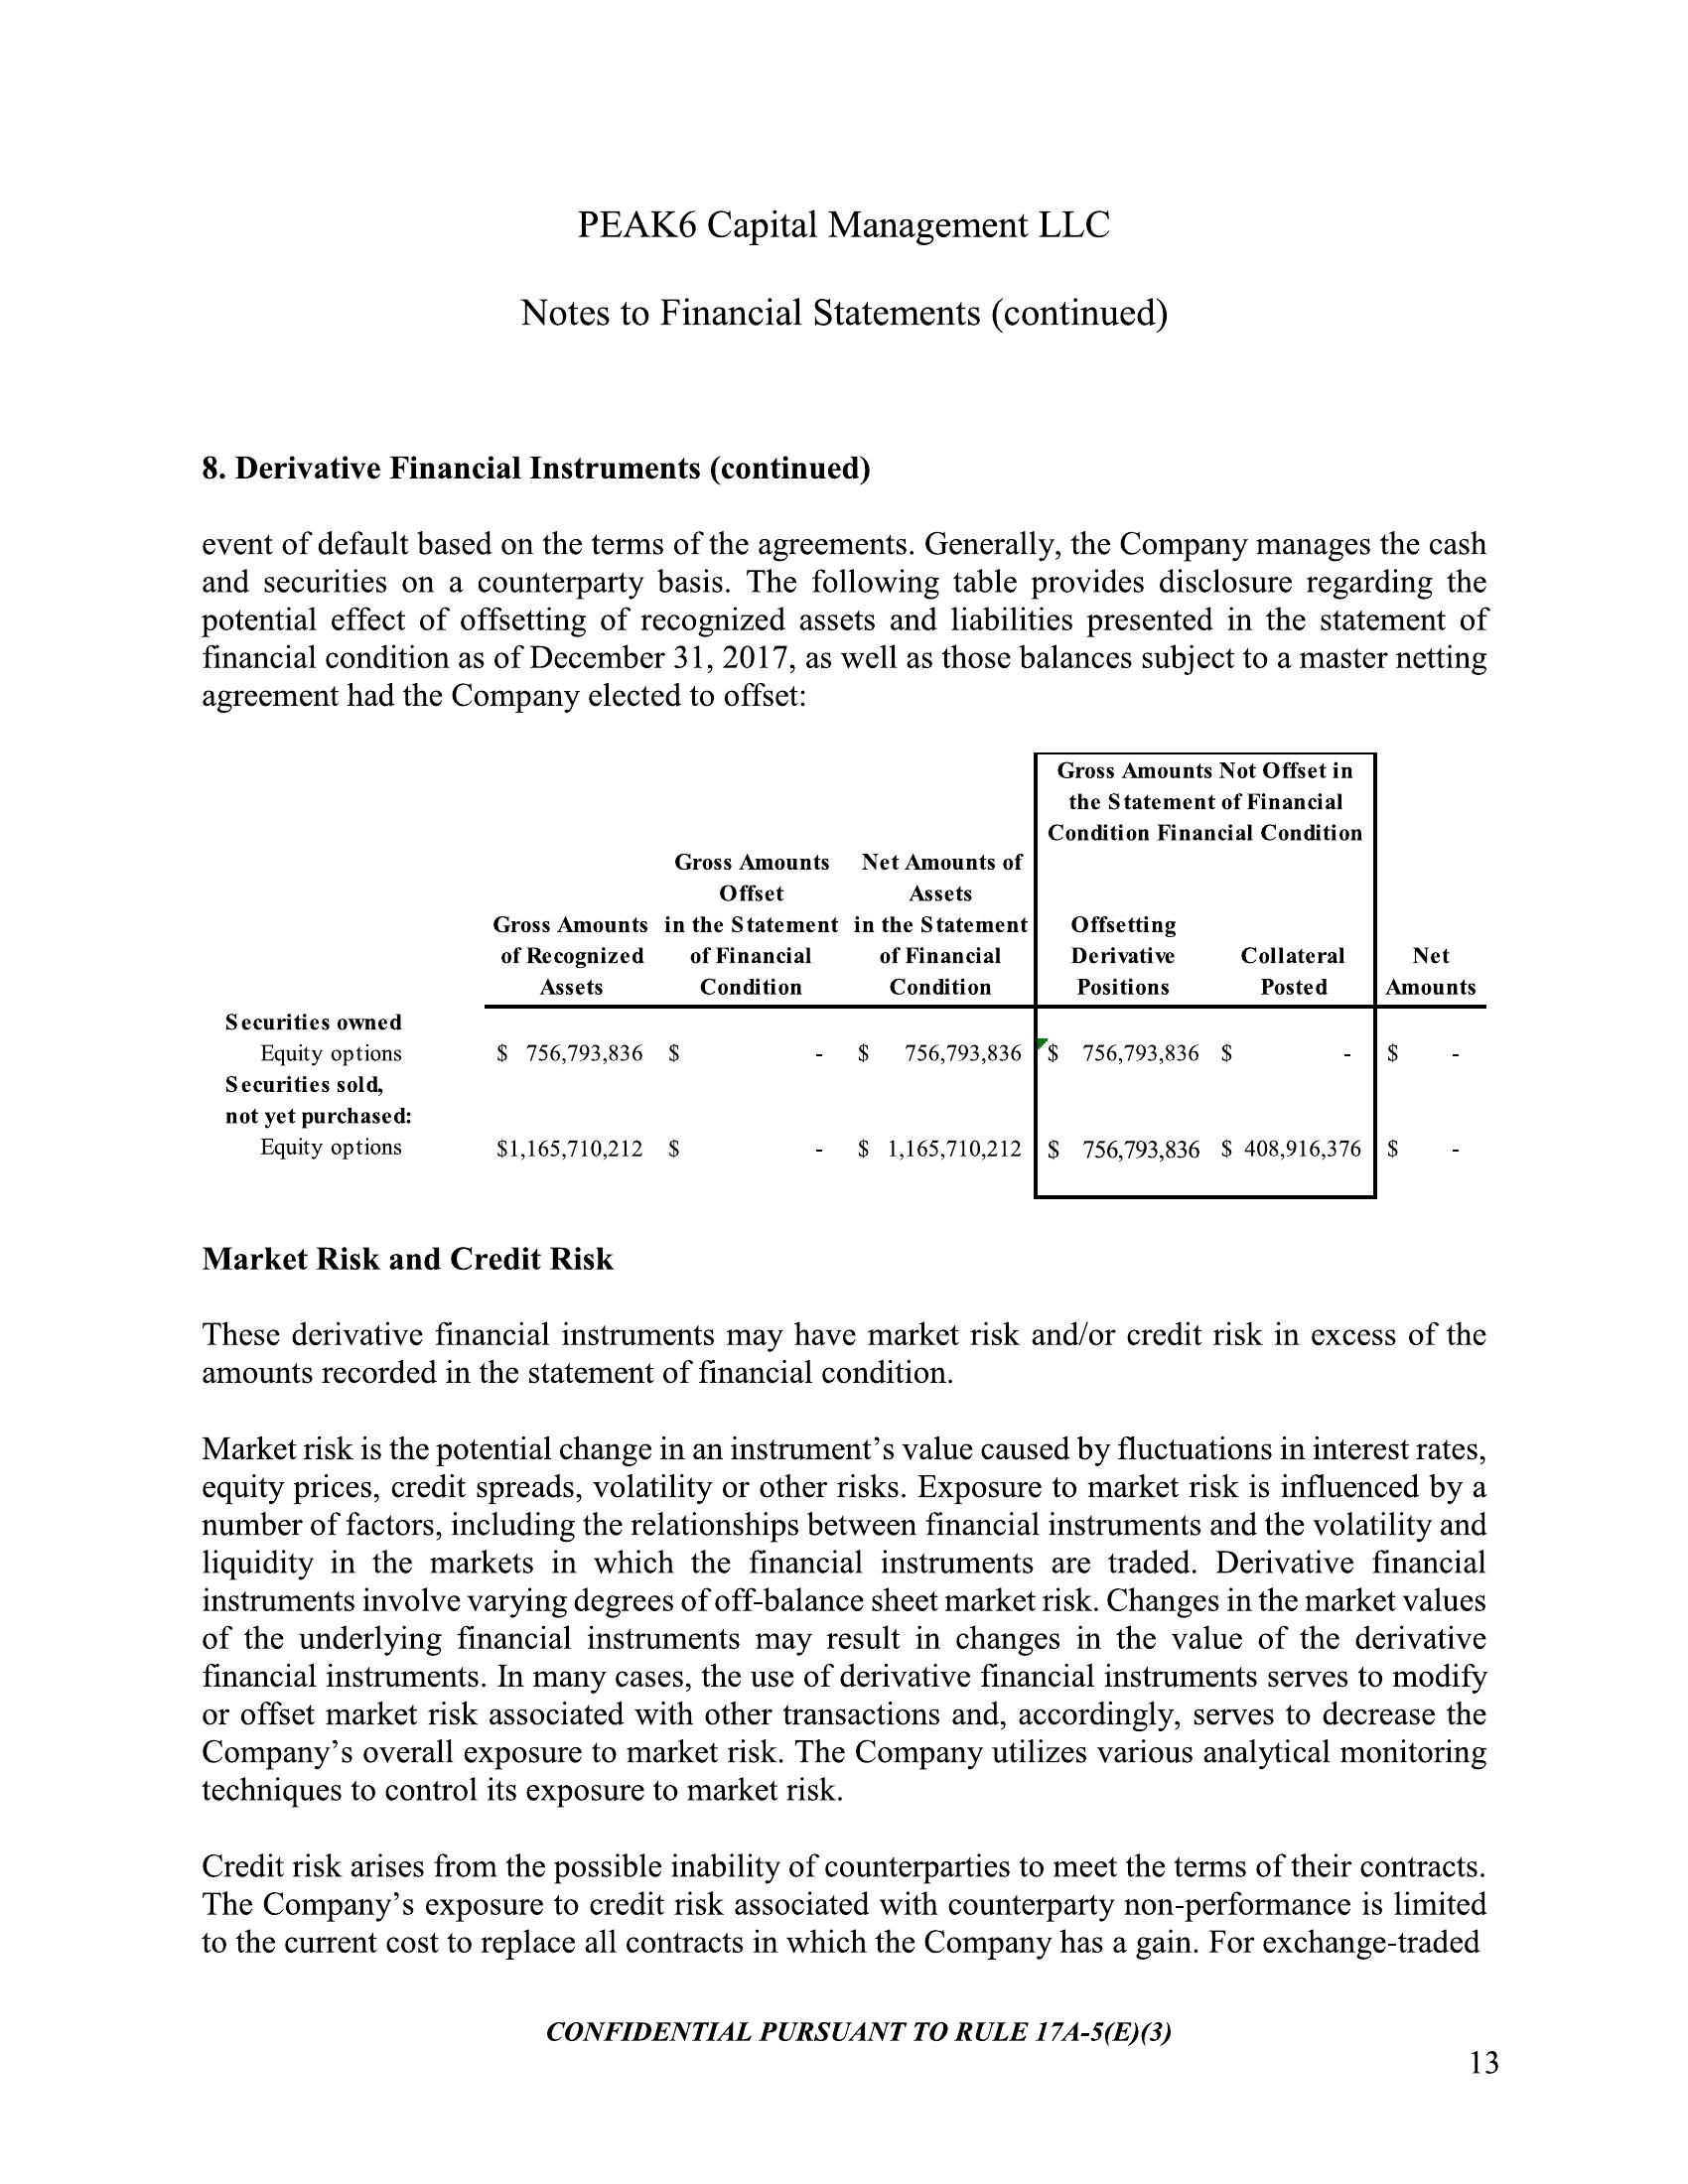 PEAK6 Capital Management LLC
Notes to Financial Statements (continued)
8. Derivative Financial Instruments (continued)
event of default based on the terms of the agreements. Generally, the Company manages the cash
and securities on a counterparty basis. The following table provides disclosure regarding the
potential effect of offsetting of recognized assets and liabilities presented in the statement of
financial condition as of December 31, 2017, as well as those balances subject to a master netting
agreement had the Company elected to offset:
Gross Amounts Not Offset in
the Statement of Financial
Condition Financial Condition
Gross Amounts Net Amounts of
Offset Assets
Gross Amounts in the Statement in the Statement Offsetting
of Recognized of Financial of Financial Derivative Collateral Net
Assets Condition Condition Positions Posted Amounts
Securities owned
Equity options $ 756,793,836 $ - $ 756,793,836 $ 756,793,836 $ - $ -
Securities sold,
not yet purchased:
Equity options $1,165,710,212 $ - $ 1,165,710,212 $ 756,793,836 $ 408,916,376 $ -
Market Risk and Credit Risk
These derivative financial instruments may have market risk and/or credit risk in excess of the
amounts recorded in the statement of financial condition.
Market risk is the potential change in an instrument’s value caused by fluctuations in interest rates,
equity prices, credit spreads, volatility or other risks. Exposure to market risk is influenced by a
number of factors, including the relationships between financial instruments and the volatility and
liquidity in the markets in which the financial instruments are traded. Derivative financial
instruments involve varying degrees of off-balance sheet market risk. Changes in the market values
of the underlying financial instruments may result in changes in the value of the derivative
financial instruments. In many cases, the use of derivative financial instruments serves to modify
or offset market risk associated with other transactions and, accordingly, serves to decrease the
Company’s overall exposure to market risk. The Company utilizes various analytical monitoring
techniques to control its exposure to market risk.
Credit risk arises from the possible inability of counterparties to meet the terms of their contracts.
The Company’s exposure to credit risk associated with counterparty non-performance is limited
to the current cost to replace all contracts in which the Company has a gain. For exchange-traded
CONFIDENTIAL PURSUANT TO RULE 17A-5(E)(3)
13